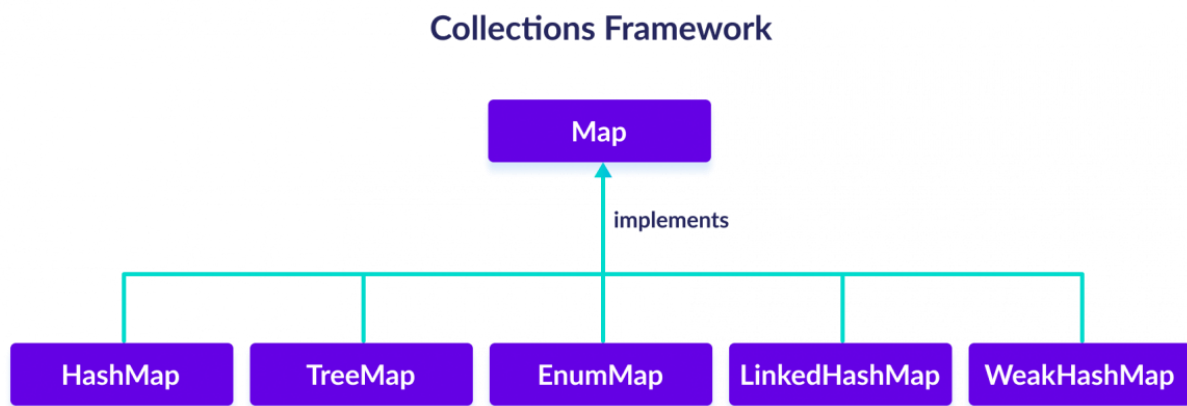 Collections Framework
Map
implements
HashMap
TreeMap
EnumMap
LinkedHashMap
WeakHashMap